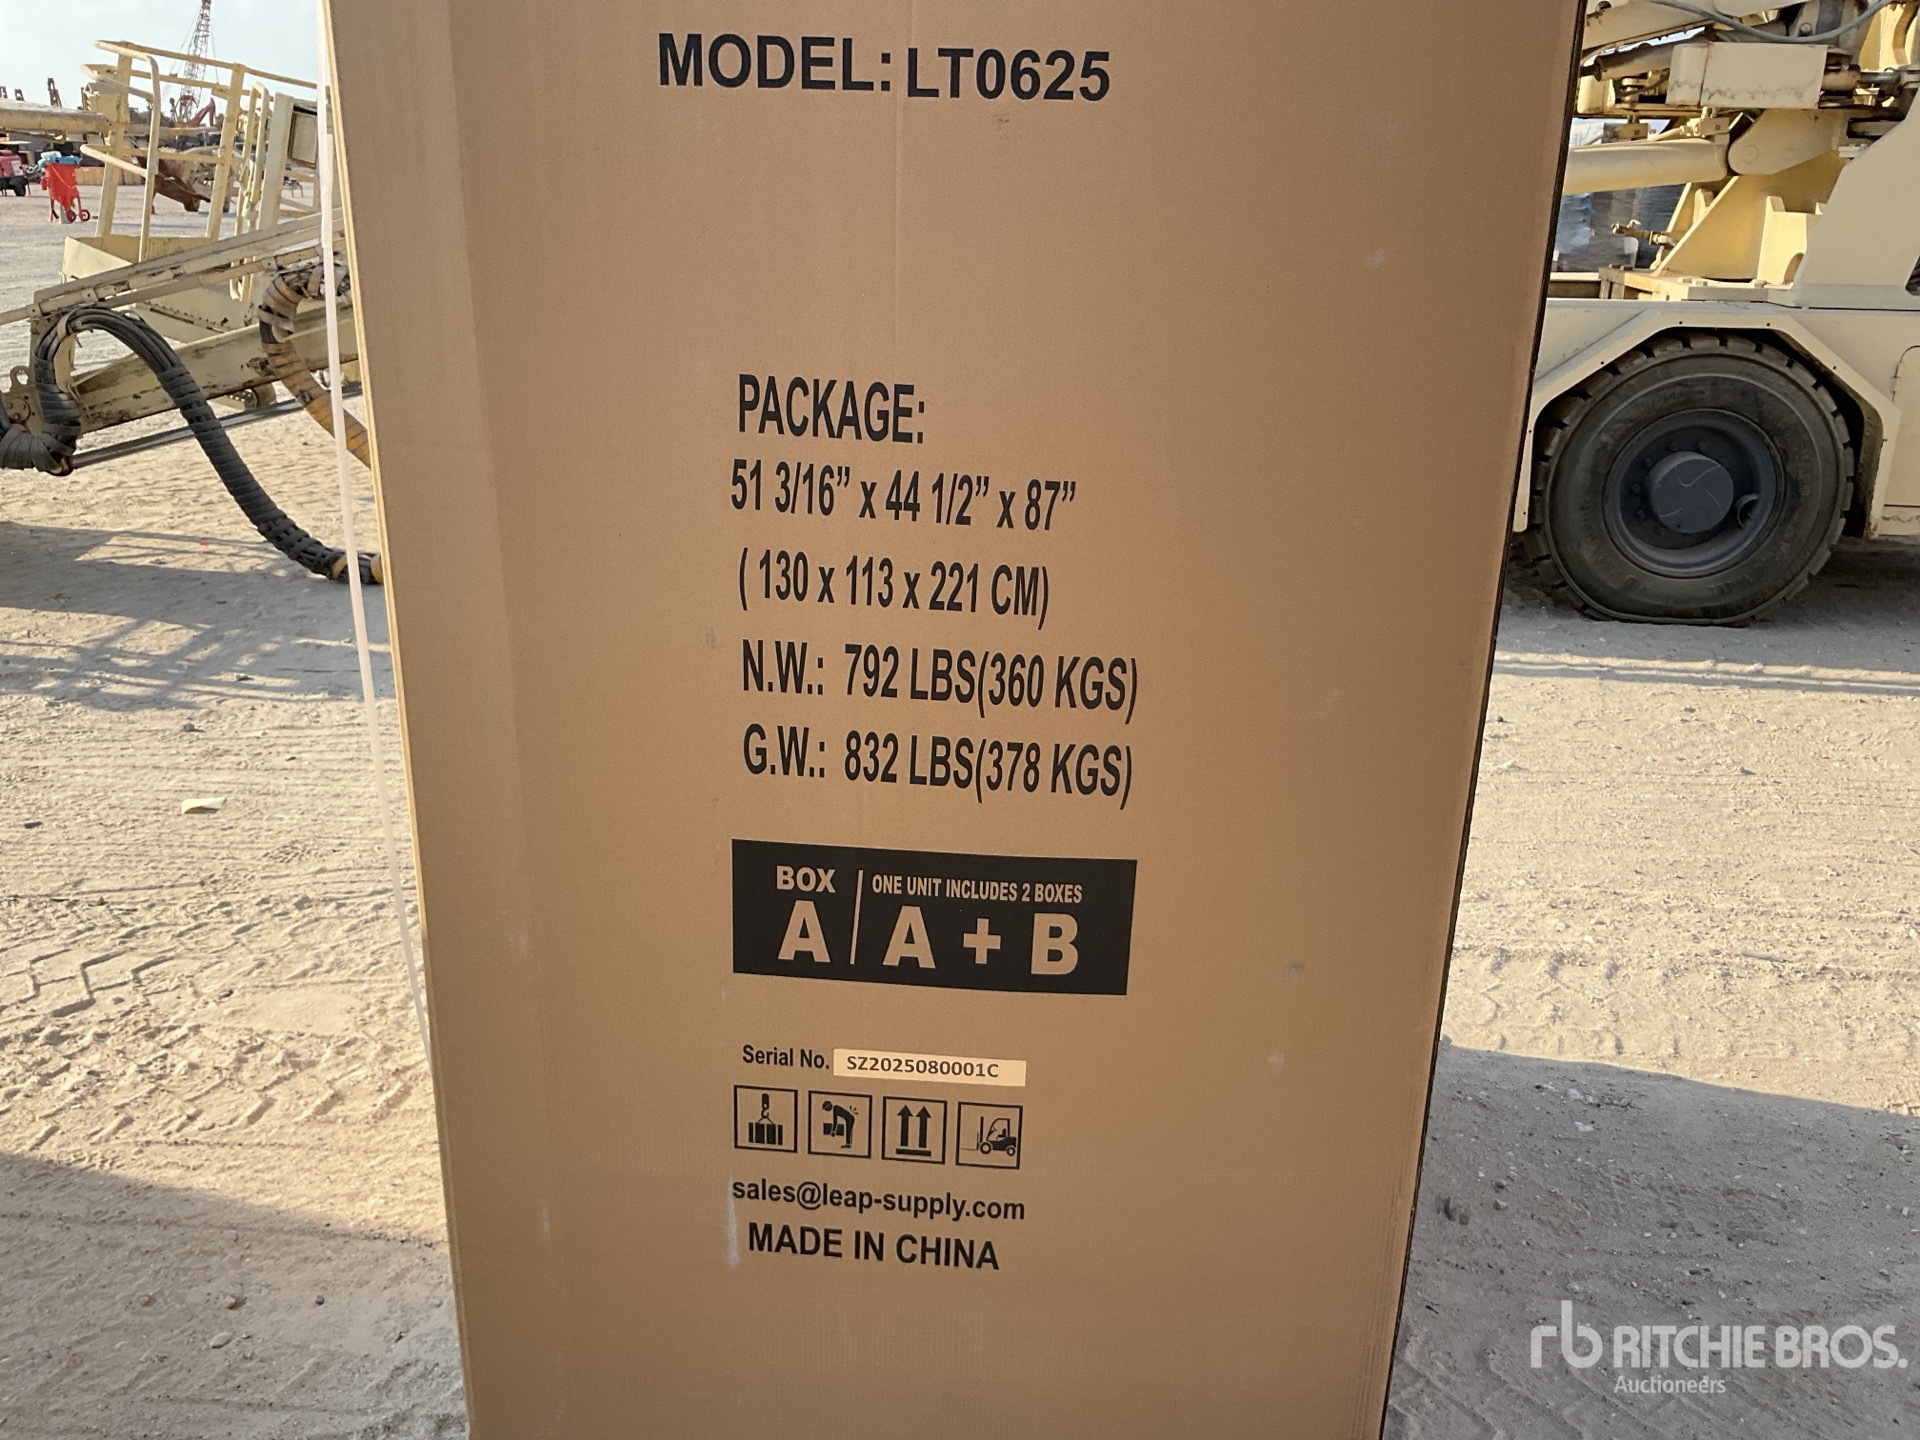 MODEL: LT0625
PACKAGE:
51 3/16" x 44 1/2" x 87"
( 130 x 113 x 221 CM)
N.W.: 792 LBS(360 KGS)
G.W.: 832 LBS(378 KGS)
BOX
A
ONE UNIT INCLUDES 2 BOXES
A + B
Serial No. SZ2025080001C
sales@leap-supply.com
MADE IN CHINA
rb RITCHIE BROS.
Auctioneers